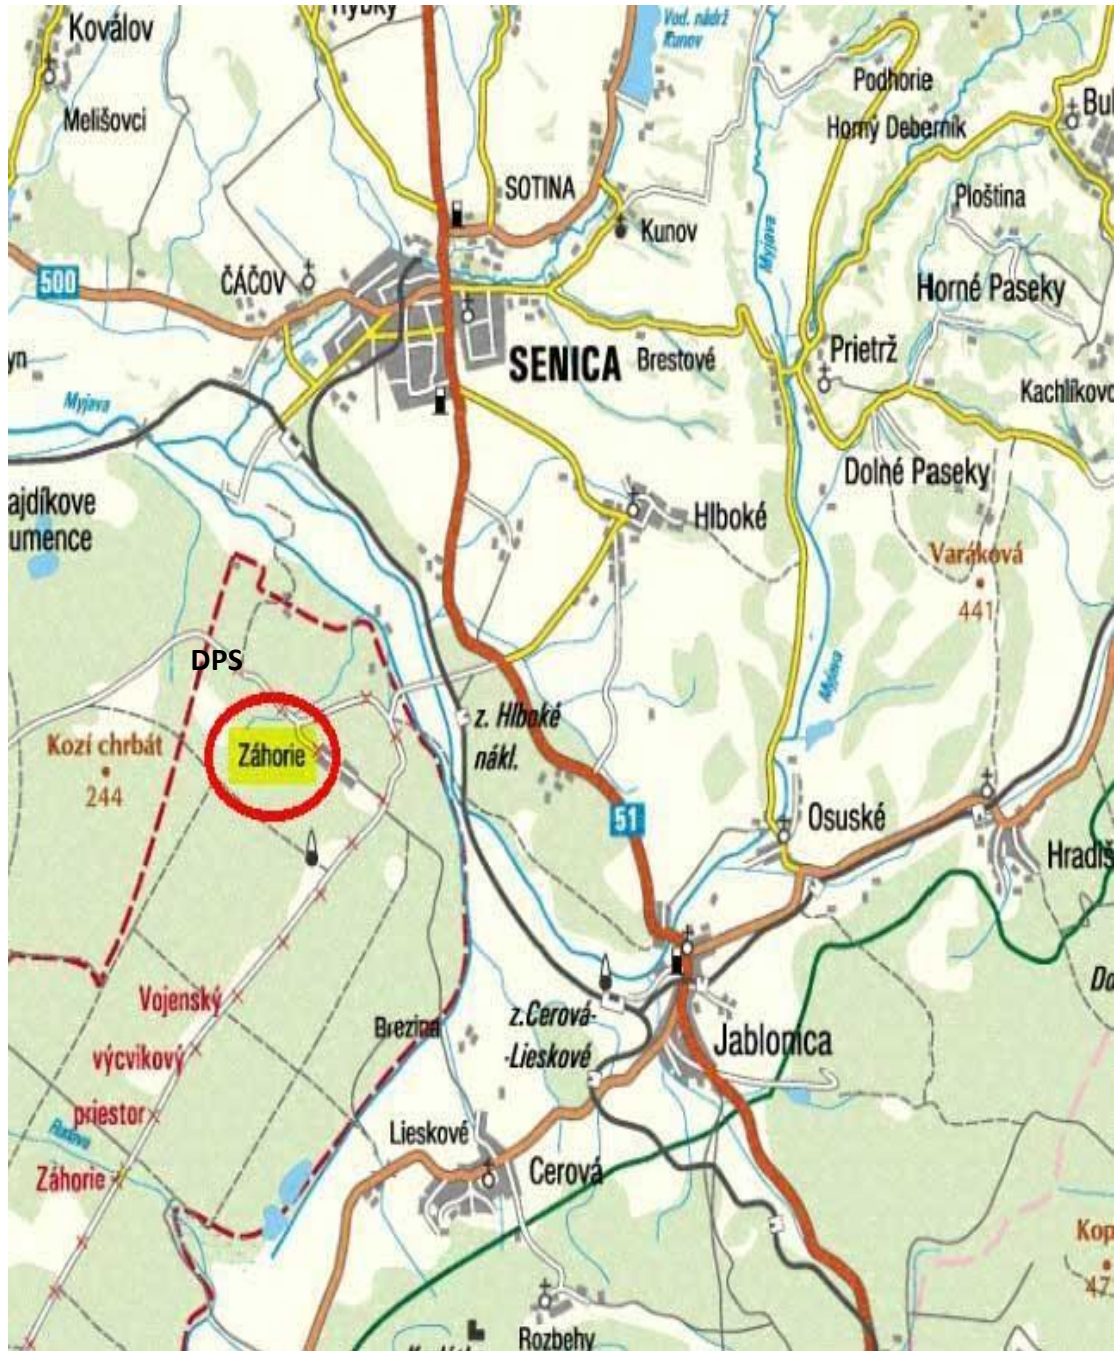 Koválov
Vod. nádrž
Kunov
Melišovci
Podhorie
Horný Deberník
SOTINA
Ploština
Kunov
Myjava
500
ČÁČOV
Horné Paseky
SENICA
Brestové
Prietrž
Myjava
Dolné Paseky
Hlboké
Varáková
441
DPS
Myjava
z. Hlboké
nákl.
Kozí chrbát
244
Záhorie
51
Osuské
Vojenský
výcvikový
priestor
Záhorie
Brezina
z.Cerová-
-Lieskové
Jablonica
Rudava
Lieskové
Cerová
Rozbehy